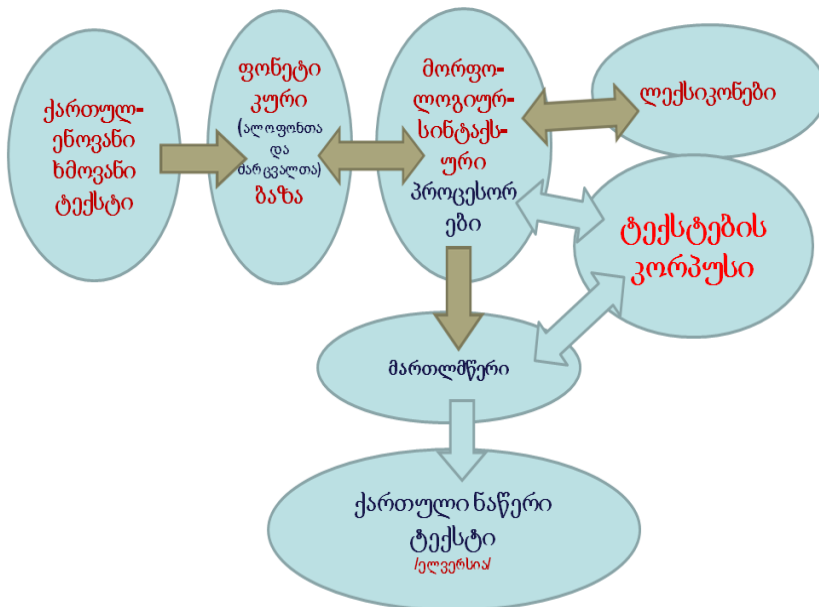 ქართულ-
ენოვანი
ხმოვანი
ტექსტი
ფონეტი
კური
(ალოფონთა
და
მარცვალთა)
ბაზა
მორფო-
ლოგიურ-
სინტაქს-
ური
პროცესორ
ები
ლექსიკონები
ტექსტების
კორპუსი
მართლმწერი
ქართული ნაწერი
ტექსტი
/ელვერსია/